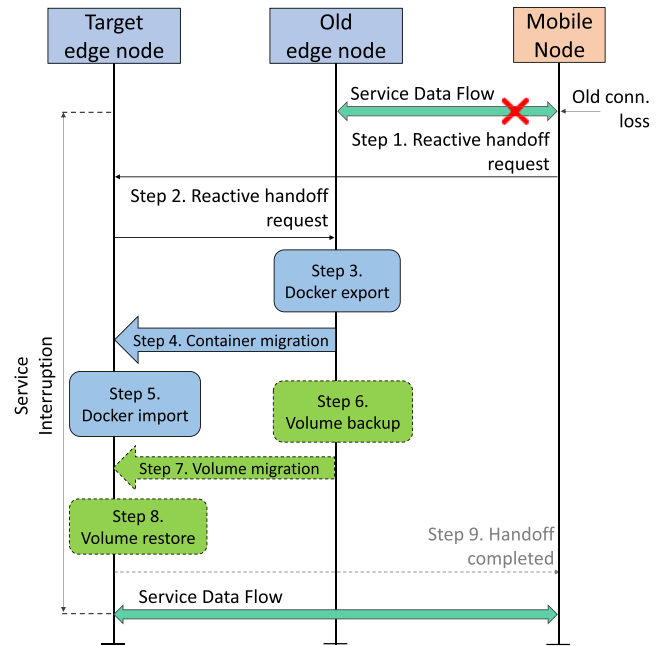 Target
edge node
Old
edge node
Mobile
Node
Service Data Flow
Old conn.
loss
Step 1. Reactive handoff
request
Step 2. Reactive handoff
request
Step 3.
Docker export
Step 4. Container migration
Service
Interruption
Step 5.
Docker import
Step 6.
Volume backup
Step 7. Volume migration
Step 8.
Volume restore
Step 9. Handoff
completed
Service Data Flow